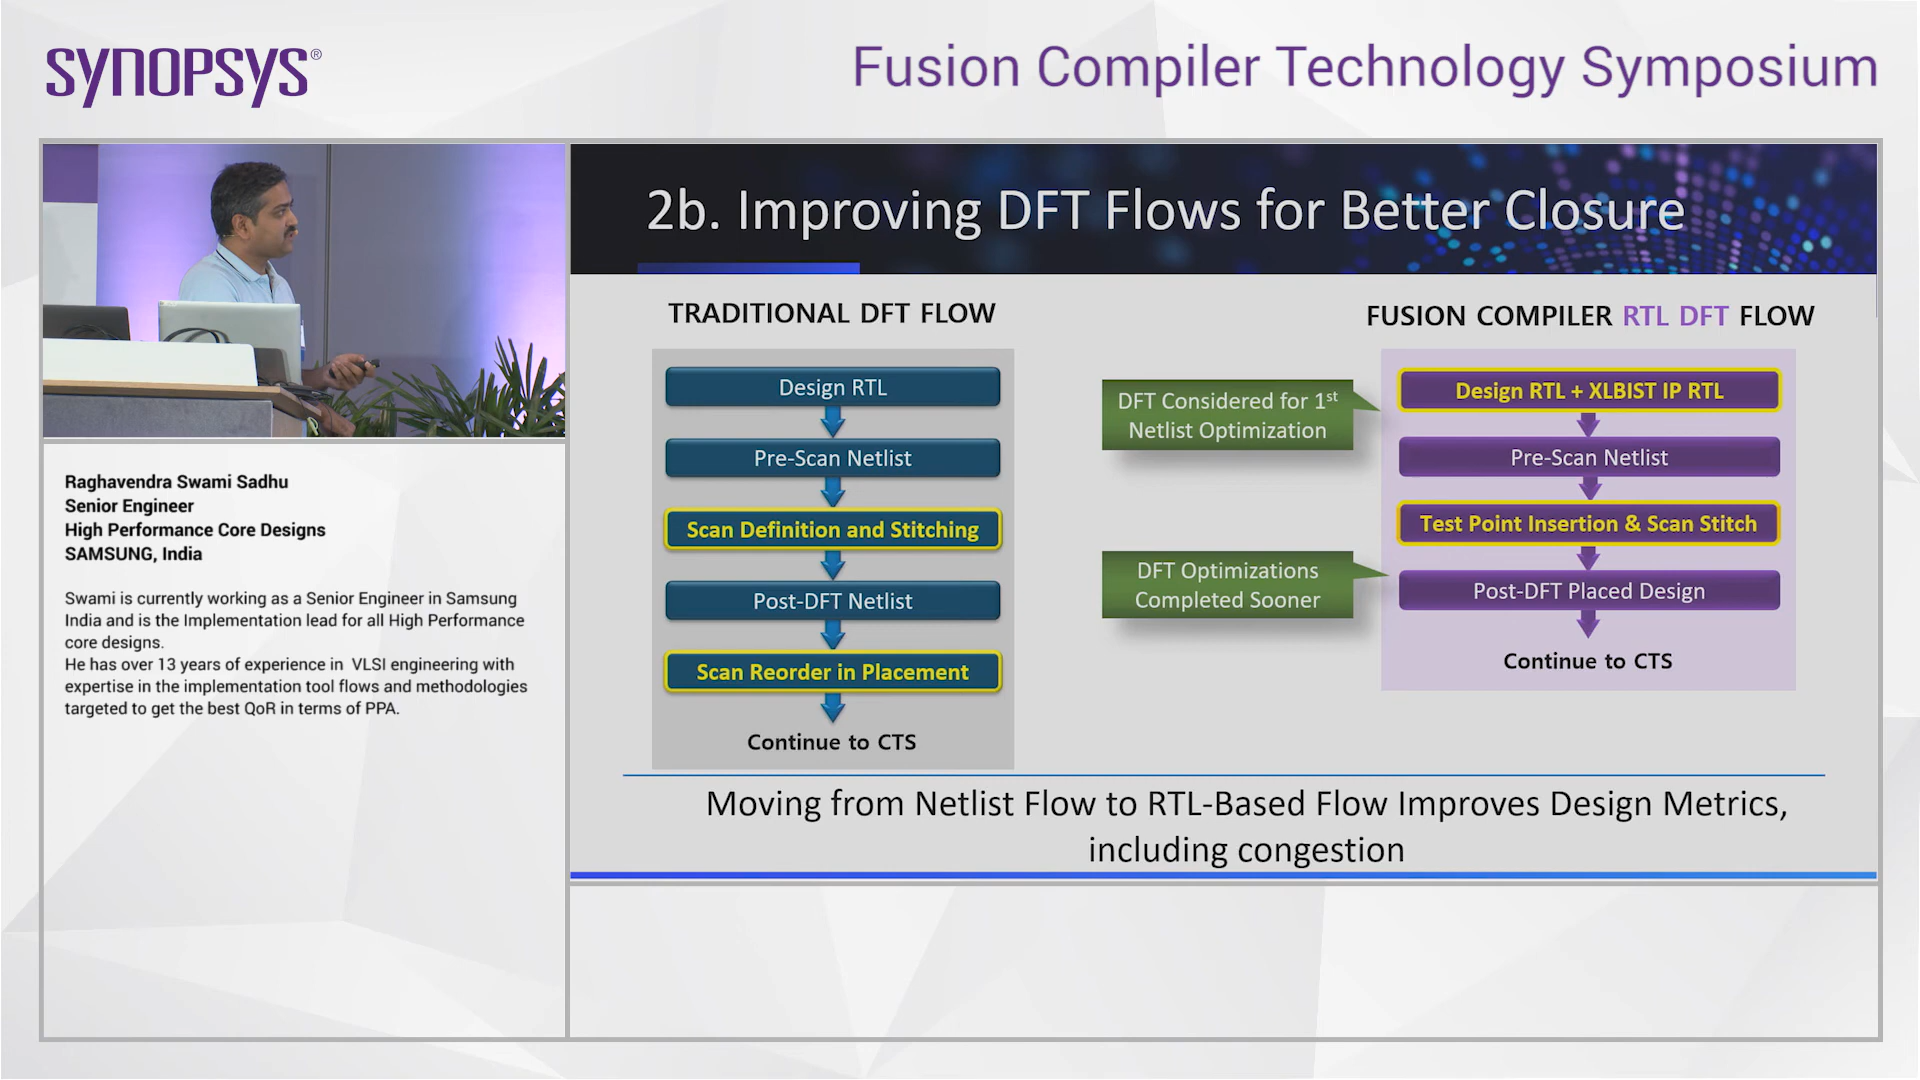 SYNOPSYS®
Fusion Compiler Technology Symposium
2b. Improving DFT Flows for Better Closure
TRADITIONAL DFT FLOW
Design RTL
Pre-Scan Netlist
Scan Definition and Stitching
Post-DFT Netlist
Scan Reorder in Placement
Continue to CTS
FUSION COMPILER RTL DFT FLOW
DFT Considered for 1st
Netlist Optimization
DFT Optimizations
Completed Sooner
Design RTL + XLBIST IP RTL
Pre-Scan Netlist
Test Point Insertion & Scan Stitch
Post-DFT Placed Design
Continue to CTS
Moving from Netlist Flow to RTL-Based Flow Improves Design Metrics,
including congestion
Raghavendra Swami Sadhu
Senior Engineer
High Performance Core Designs
SAMSUNG, India
Swami is currently working as a Senior Engineer in Samsung
India and is the Implementation lead for all High Performance
core designs.
He has over 13 years of experience in VLSI engineering with
expertise in the implementation tool flows and methodologies
targeted to get the best QoR in terms of PPA.